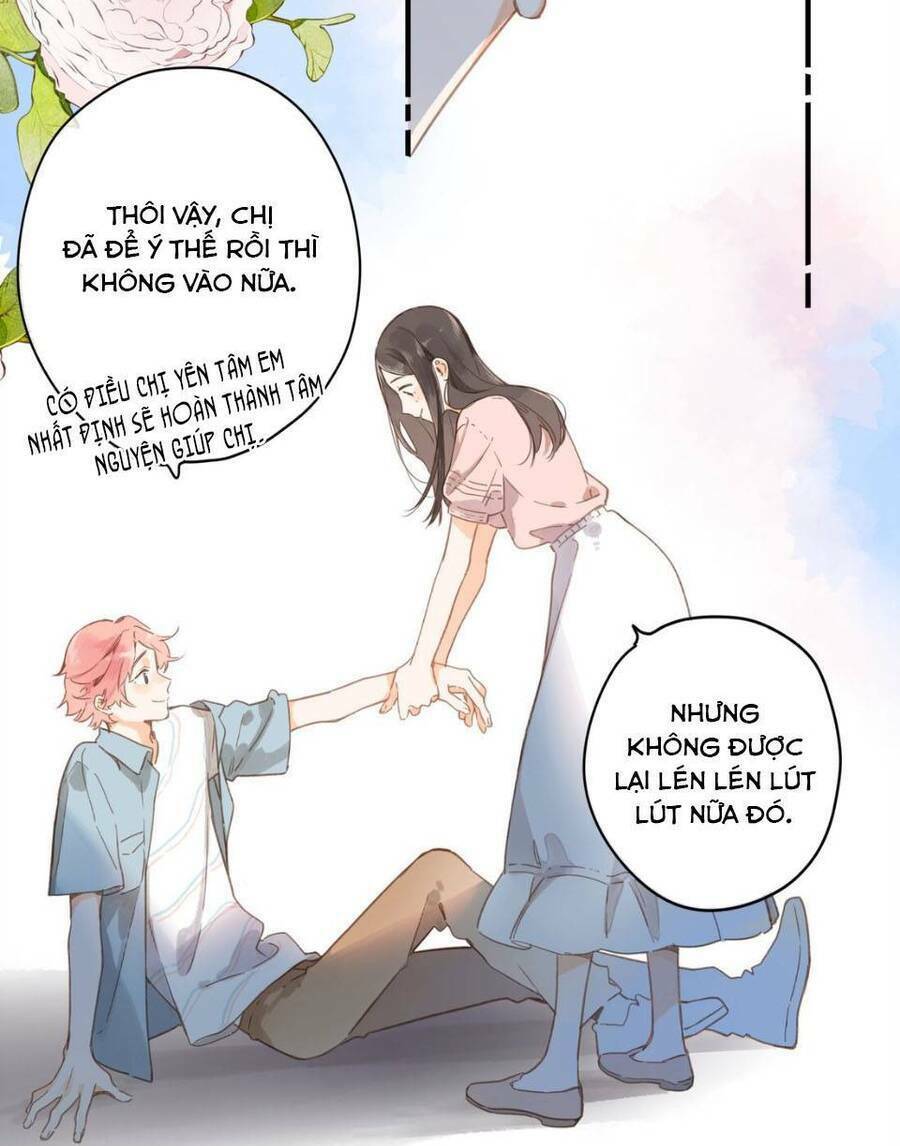 THÔI VẬY, CHỊ
ĐÃ ĐỂ Ý THẾ RỒI THÌ
KHÔNG VÀO NỮA.
CÓ ĐIỀU CHỊ YÊN TÂM EM
NHẤT ĐỊNH SẼ HOÀN THÀNH TÂM
NGUYỆN GIÚP CHỊ.
NHƯNG
KHÔNG ĐƯỢC
LẠI LÉN LÉN LÚT
LÚT NỮA ĐÓ.